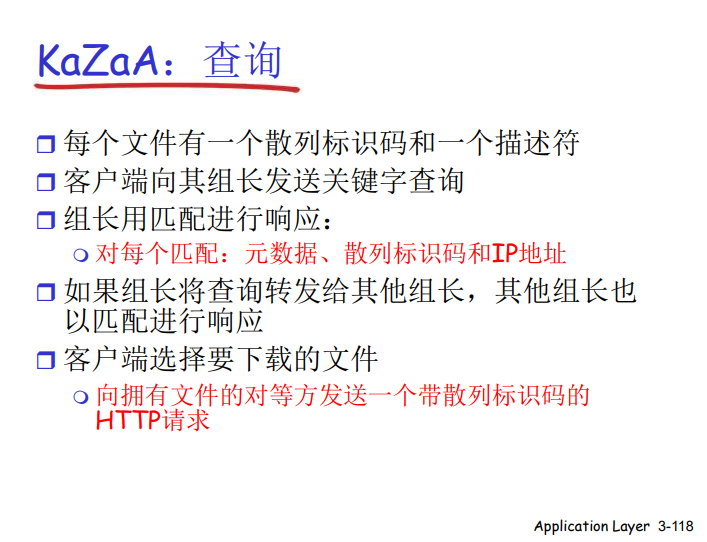 KaZaA：查询
每个文件有一个散列标识码和一个描述符
客户端向其组长发送关键字查询
组长用匹配进行响应：
对每个匹配：元数据、散列标识码和IP地址
如果组长将查询转发给其他组长，其他组长也
以匹配进行响应
客户端选择要下载的文件
向拥有文件的对等方发送一个带散列标识码的
HTTP请求
Application Layer 3-118